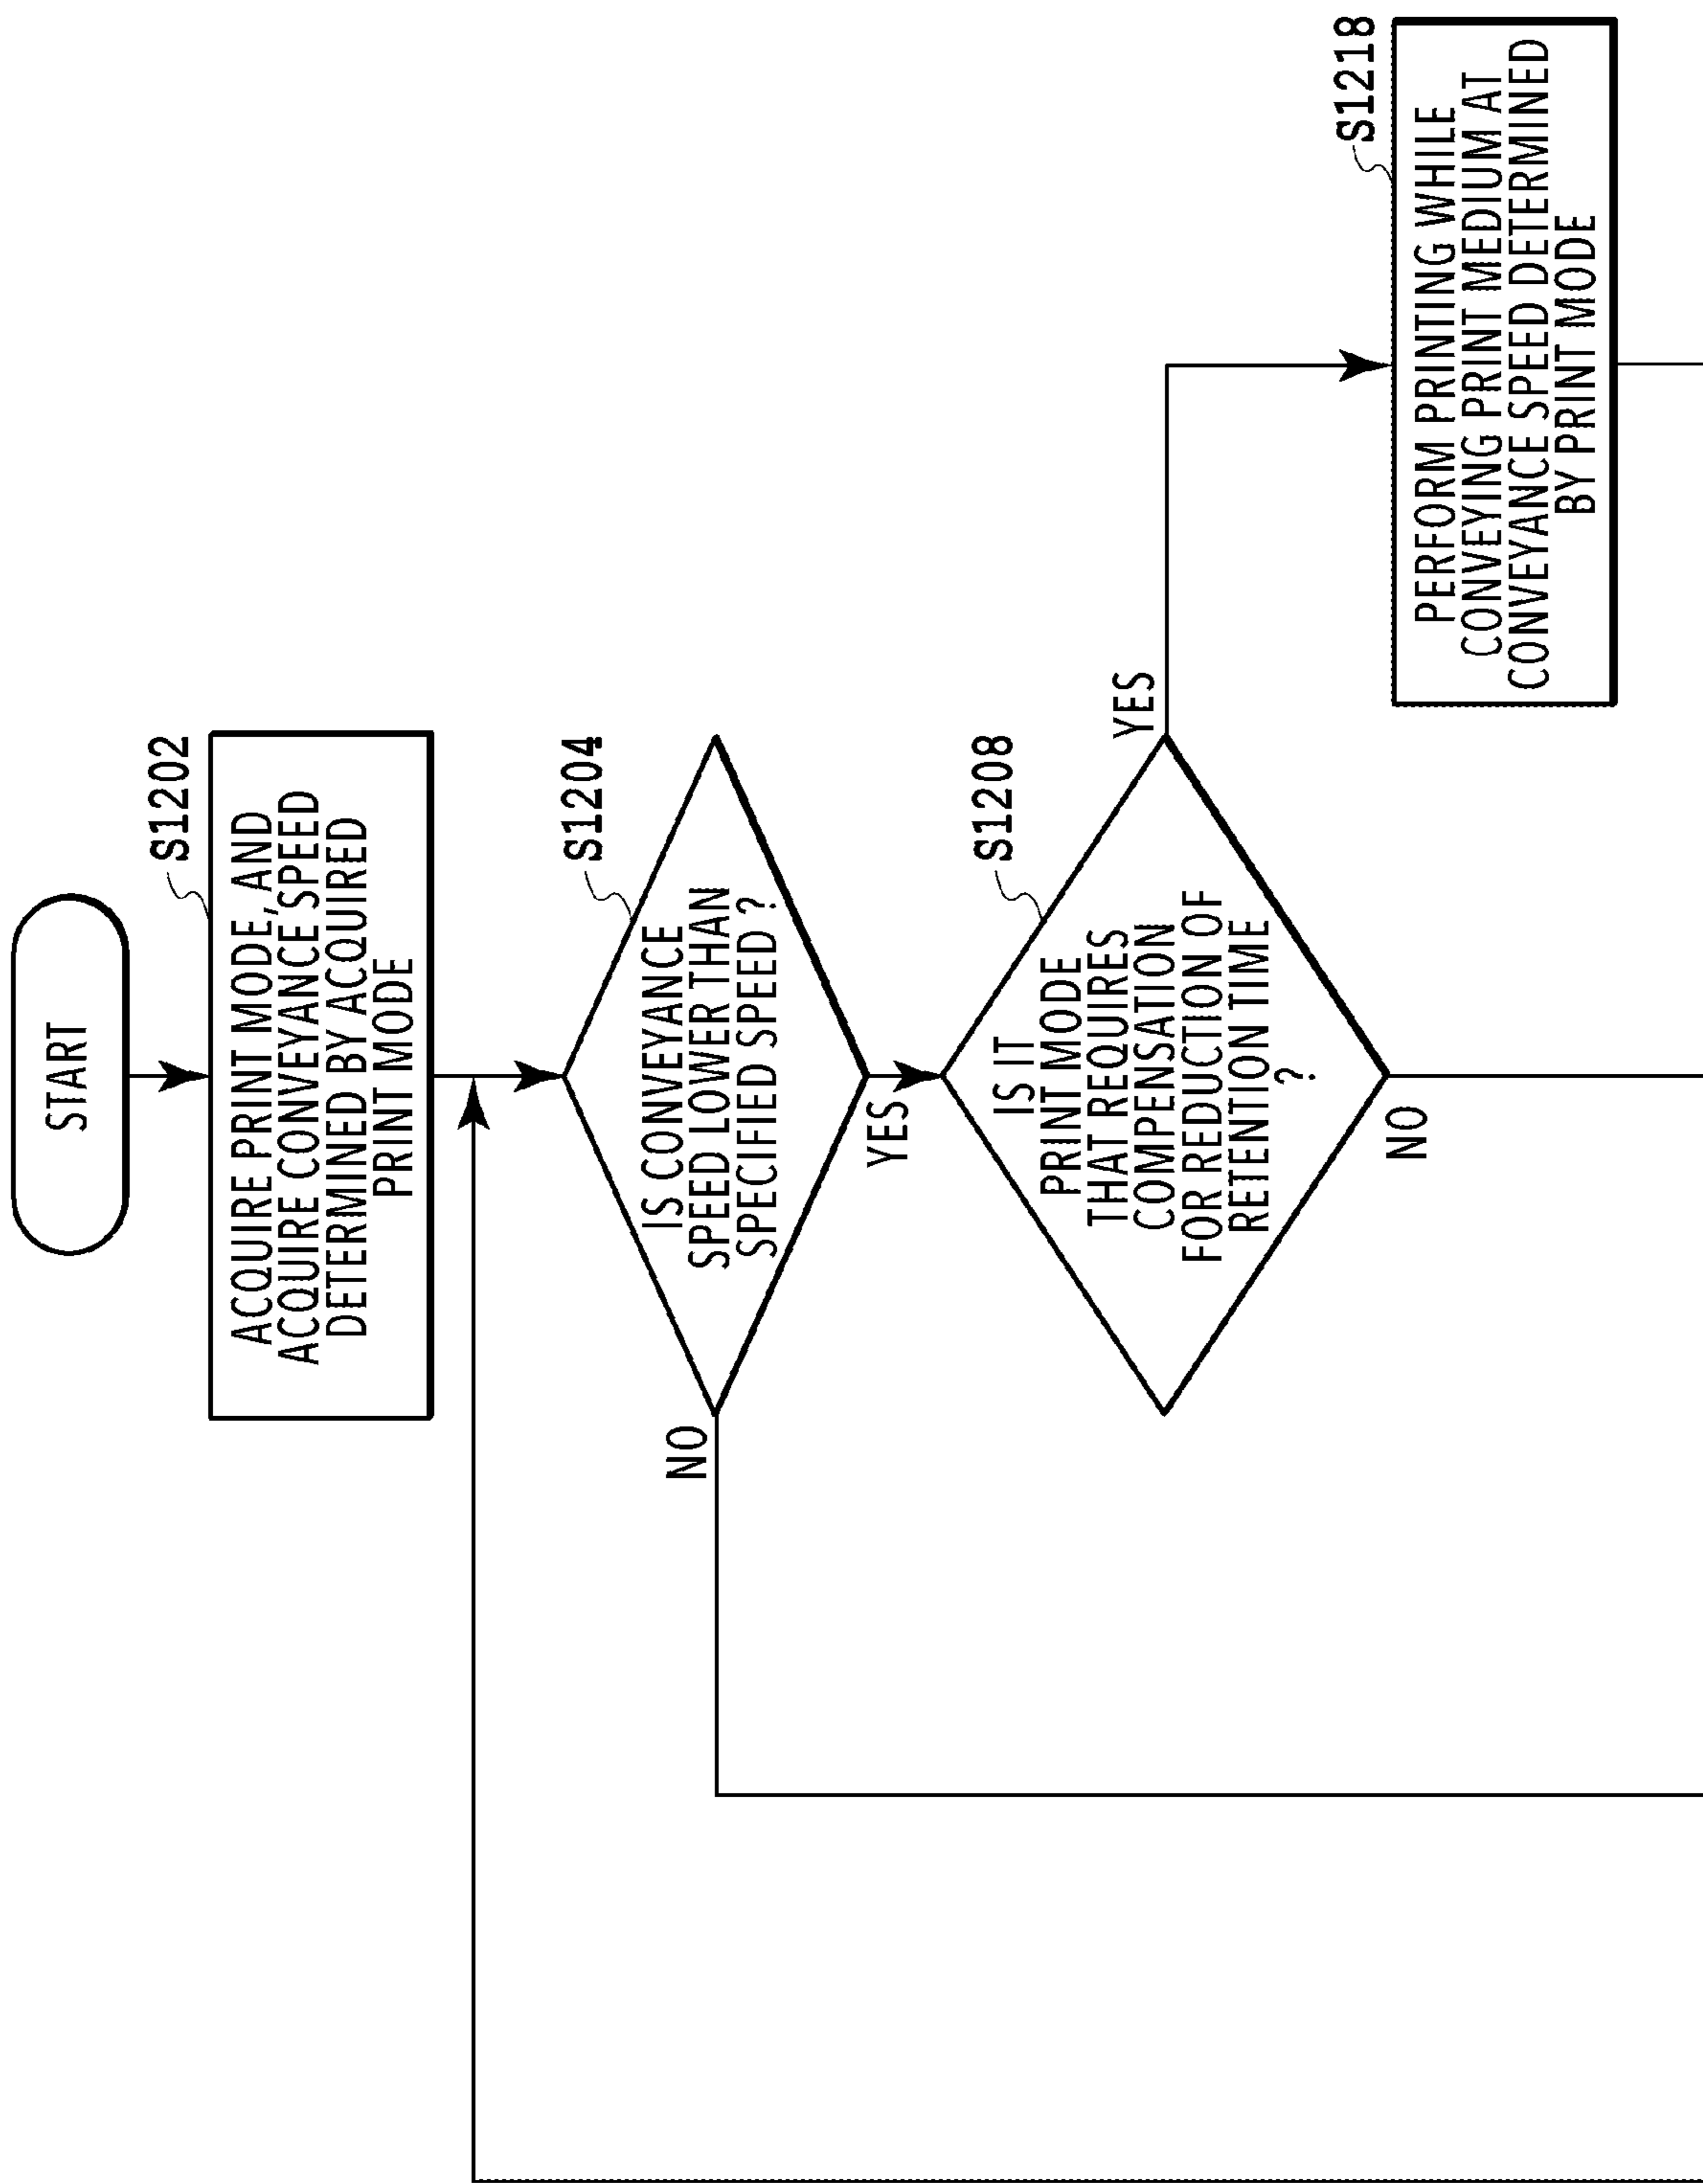 START
S1202
ACQUIRE PRINT MODE, AND
ACQUIRE CONVEYANCE SPEED
DETERMINED BY ACQUIRED
PRINT MODE
S1204
IS CONVEYANCE
SPEED LOWER THAN
SPECIFIED SPEED ?
NO
YES
S1208
IS IT
PRINT MODE
THAT REQUIRES
COMPENSATION
FOR REDUCTION OF
RETENTION TIME
?
YES
NO
S1218
PERFORM PRINTING WHILE
CONVEYING PRINT MEDIUM AT
CONVEYANCE SPEED DETERMINED
BY PRINT MODE